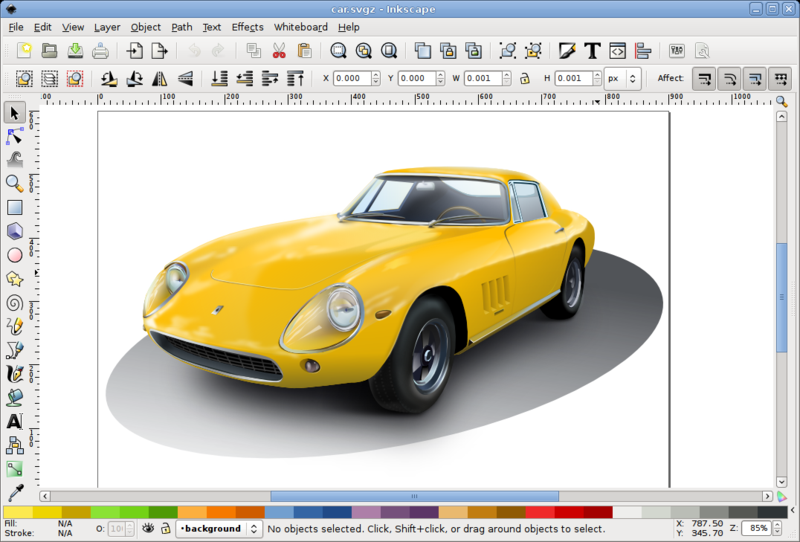 car.svgz - Inkscape
File Edit View Layer Object Path Text Effects Whiteboard Help
X 0.000 Y 0.000 W 0.001 H 0.001 px Affect:
0 100 200 300 400 500 600 700 800 900 1000
Fill: N/A O: •background No objects selected. Click, Shift+click, or drag around objects to select. X: 787.50 Z: 85%
Stroke: N/A Y: 345.70